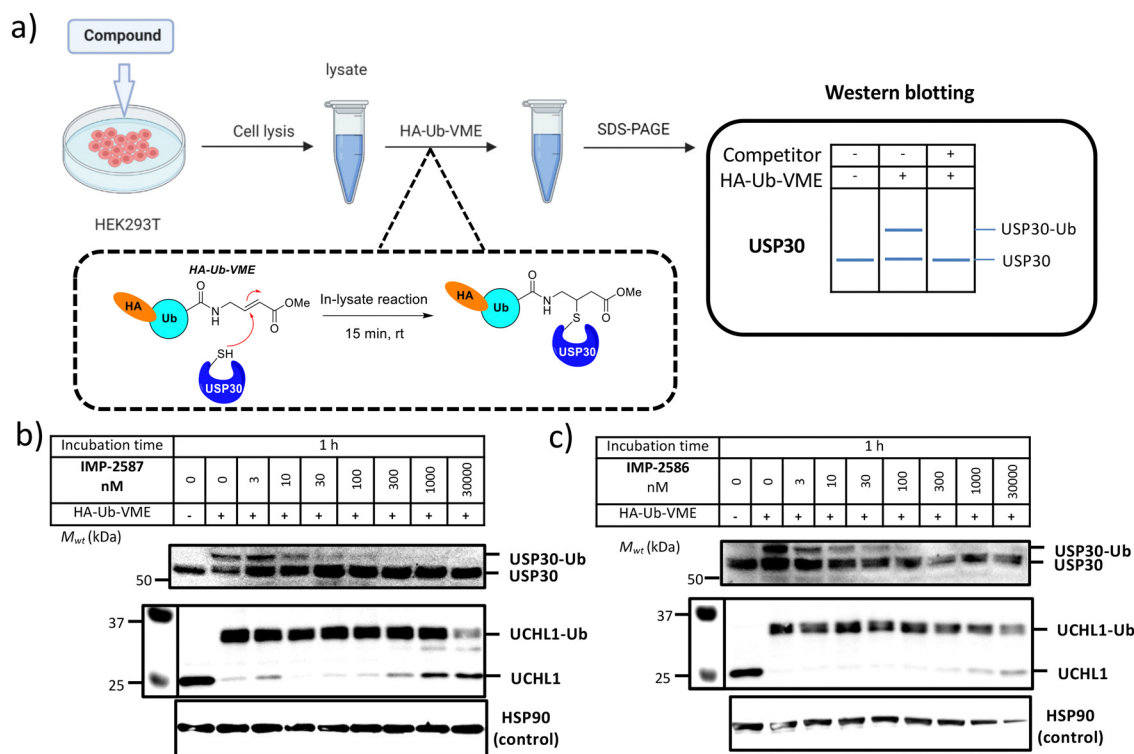 a)
Compound
lysate
Cell lysis
HA-Ub-VME
SDS-PAGE
HEK293T
Western blotting
Competitor - - +
HA-Ub-VME - + +
USP30
USP30-Ub
USP30
HA-Ub-VME
HA
Ub
O
N
H
O
OMe
SH
USP30
In-lysate reaction
15 min, rt
HA
Ub
O
N
H
O
OMe
S
USP30
b)
Incubation time 1 h
IMP-2587
nM
0 0 3 10 30 100 300 1000 30000
HA-Ub-VME - + + + + + + + +
Mwt (kDa)
50
USP30-Ub
USP30
37
25
UCHL1-Ub
UCHL1
HSP90
(control)
c)
Incubation time 1 h
IMP-2586
nM
0 0 3 10 30 100 300 1000 30000
HA-Ub-VME - + + + + + + + +
Mwt (kDa)
50
USP30-Ub
USP30
37
25
UCHL1-Ub
UCHL1
HSP90
(control)